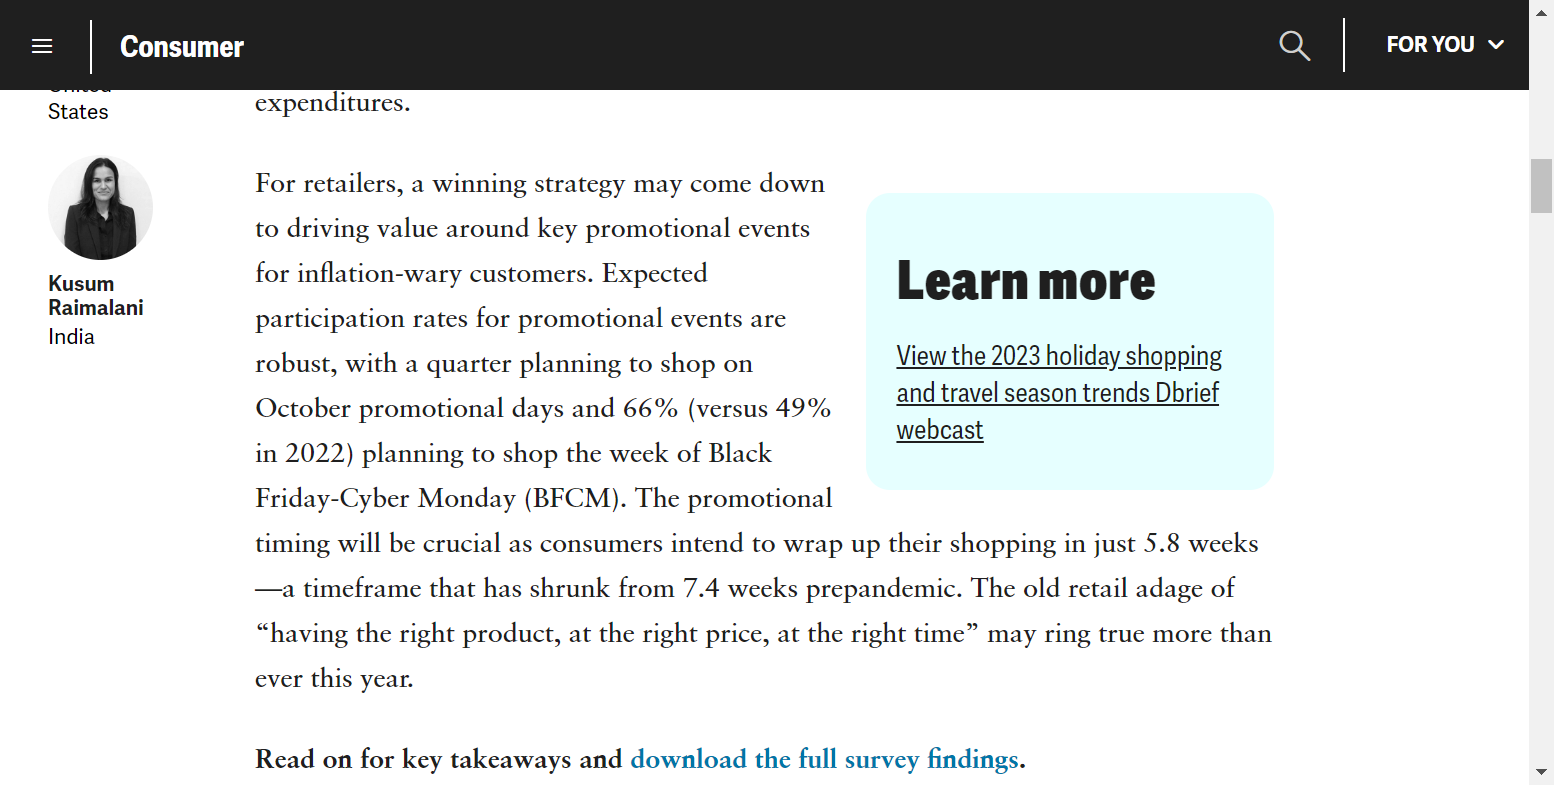 Consumer
FOR YOU
States
Kusum
Raimalani
India
expenditures.
For retailers, a winning strategy may come down
to driving value around key promotional events
for inflation-wary customers. Expected
participation rates for promotional events are
robust, with a quarter planning to shop on
October promotional days and 66% (versus 49%
in 2022) planning to shop the week of Black
Friday-Cyber Monday (BFCM). The promotional
timing will be crucial as consumers intend to wrap up their shopping in just 5.8 weeks
—a timeframe that has shrunk from 7.4 weeks prepandemic. The old retail adage of
“having the right product, at the right price, at the right time” may ring true more than
ever this year.
Learn more
View the 2023 holiday shopping
and travel season trends Dbrief
webcast
Read on for key takeaways and download the full survey findings.